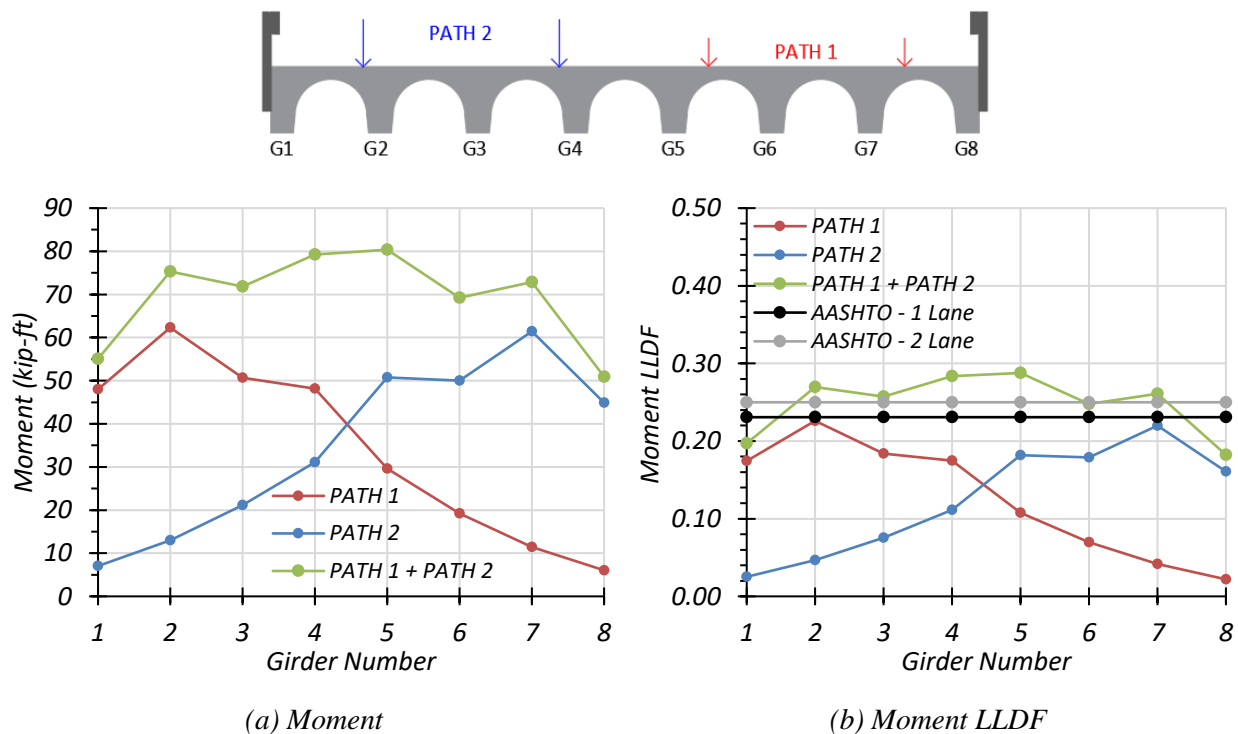 PATH 2
PATH 1
G1 G2 G3 G4 G5 G6 G7 G8
Moment (kip-ft)
90
80
70
60
50
40
30
20
10
0
PATH 1
PATH 2
PATH 1 + PATH 2
1 2 3 4 5 6 7 8
Girder Number
(a) Moment
Moment LLDF
0.50
0.40
0.30
0.20
0.10
0.00
PATH 1
PATH 2
PATH 1 + PATH 2
AASHTO - 1 Lane
AASHTO - 2 Lane
1 2 3 4 5 6 7 8
Girder Number
(b) Moment LLDF